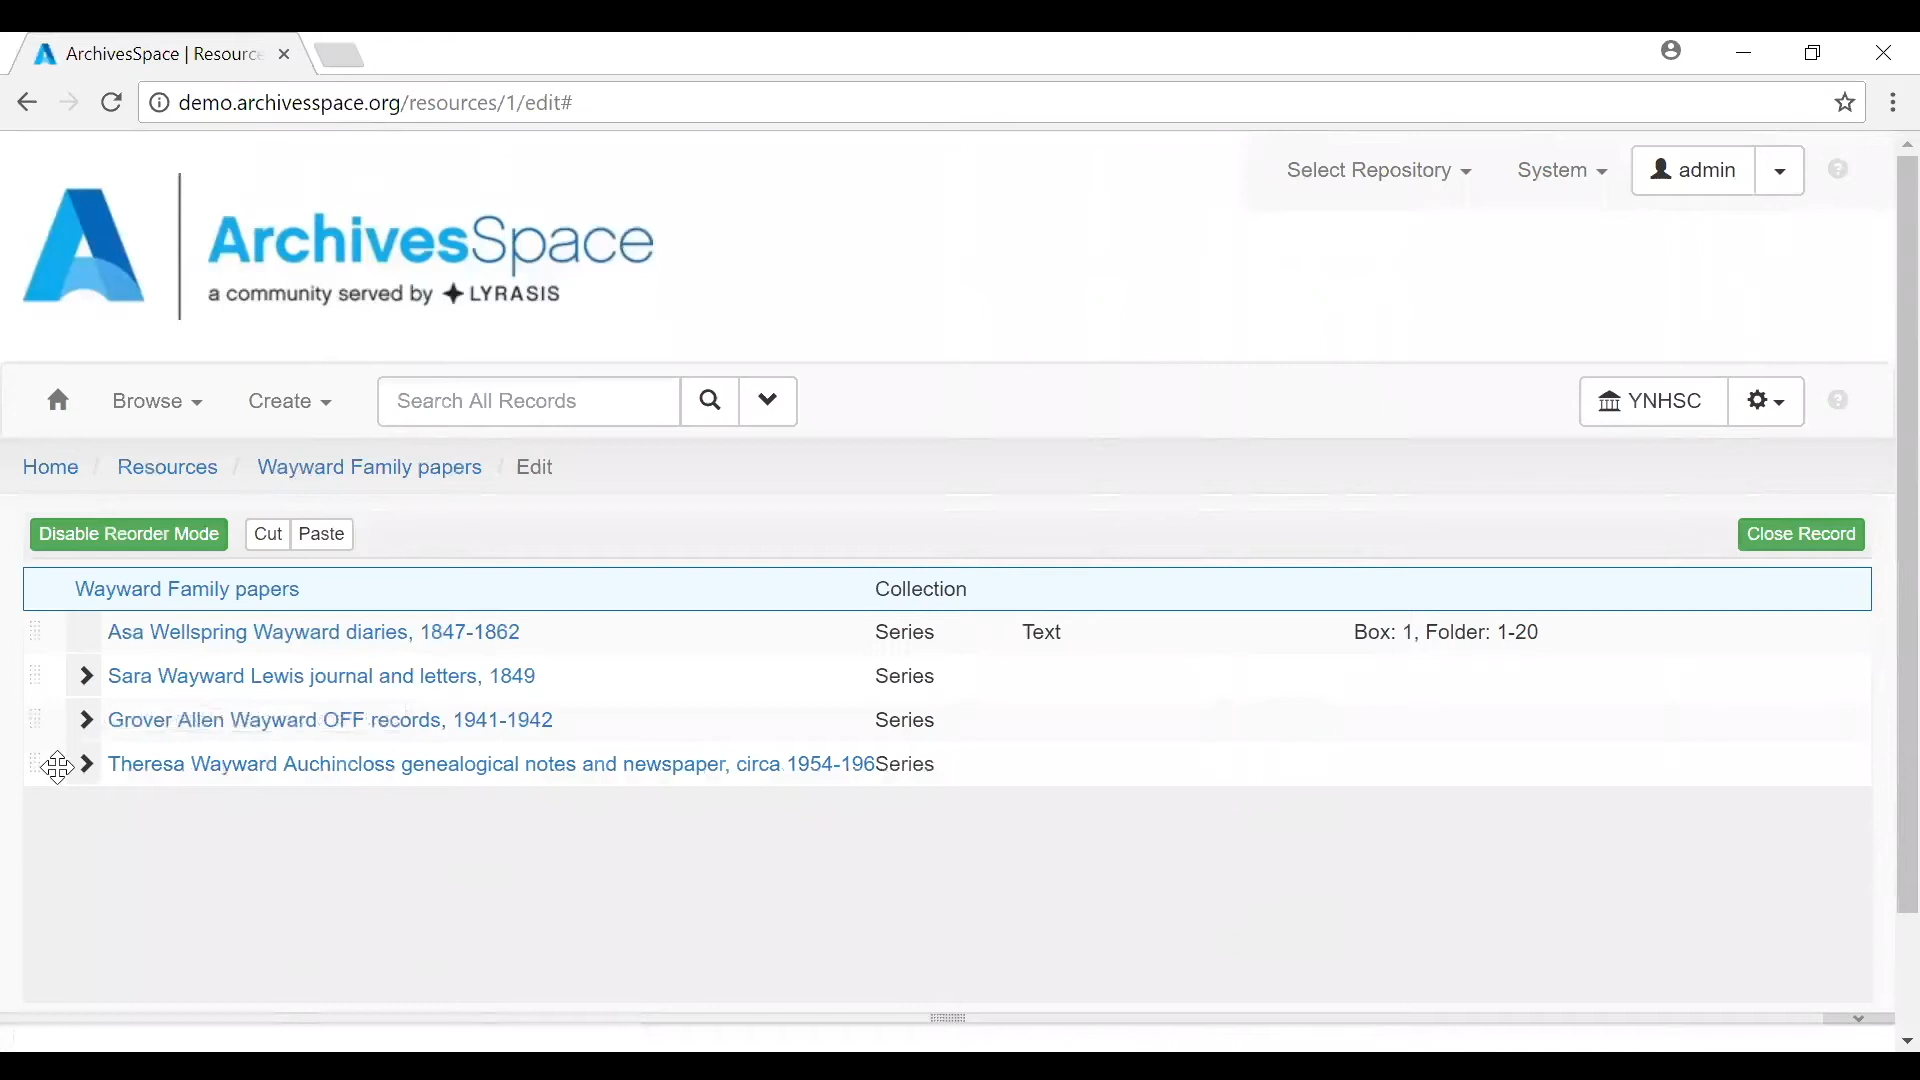 ArchivesSpace | Resource
demo.archivesspace.org/resources/1/edit#
Select Repository System admin
ArchivesSpace
a community served by LYRASIS
Browse Create Search All Records YNHSC
Home / Resources / Wayward Family papers / Edit
Disable Reorder Mode Cut Paste Close Record
Wayward Family papers Collection
Asa Wellspring Wayward diaries, 1847-1862 Series Text Box: 1, Folder: 1-20
Sara Wayward Lewis journal and letters, 1849 Series
Grover Allen Wayward OFF records, 1941-1942 Series
Theresa Wayward Auchincloss genealogical notes and newspaper, circa 1954-196 Series